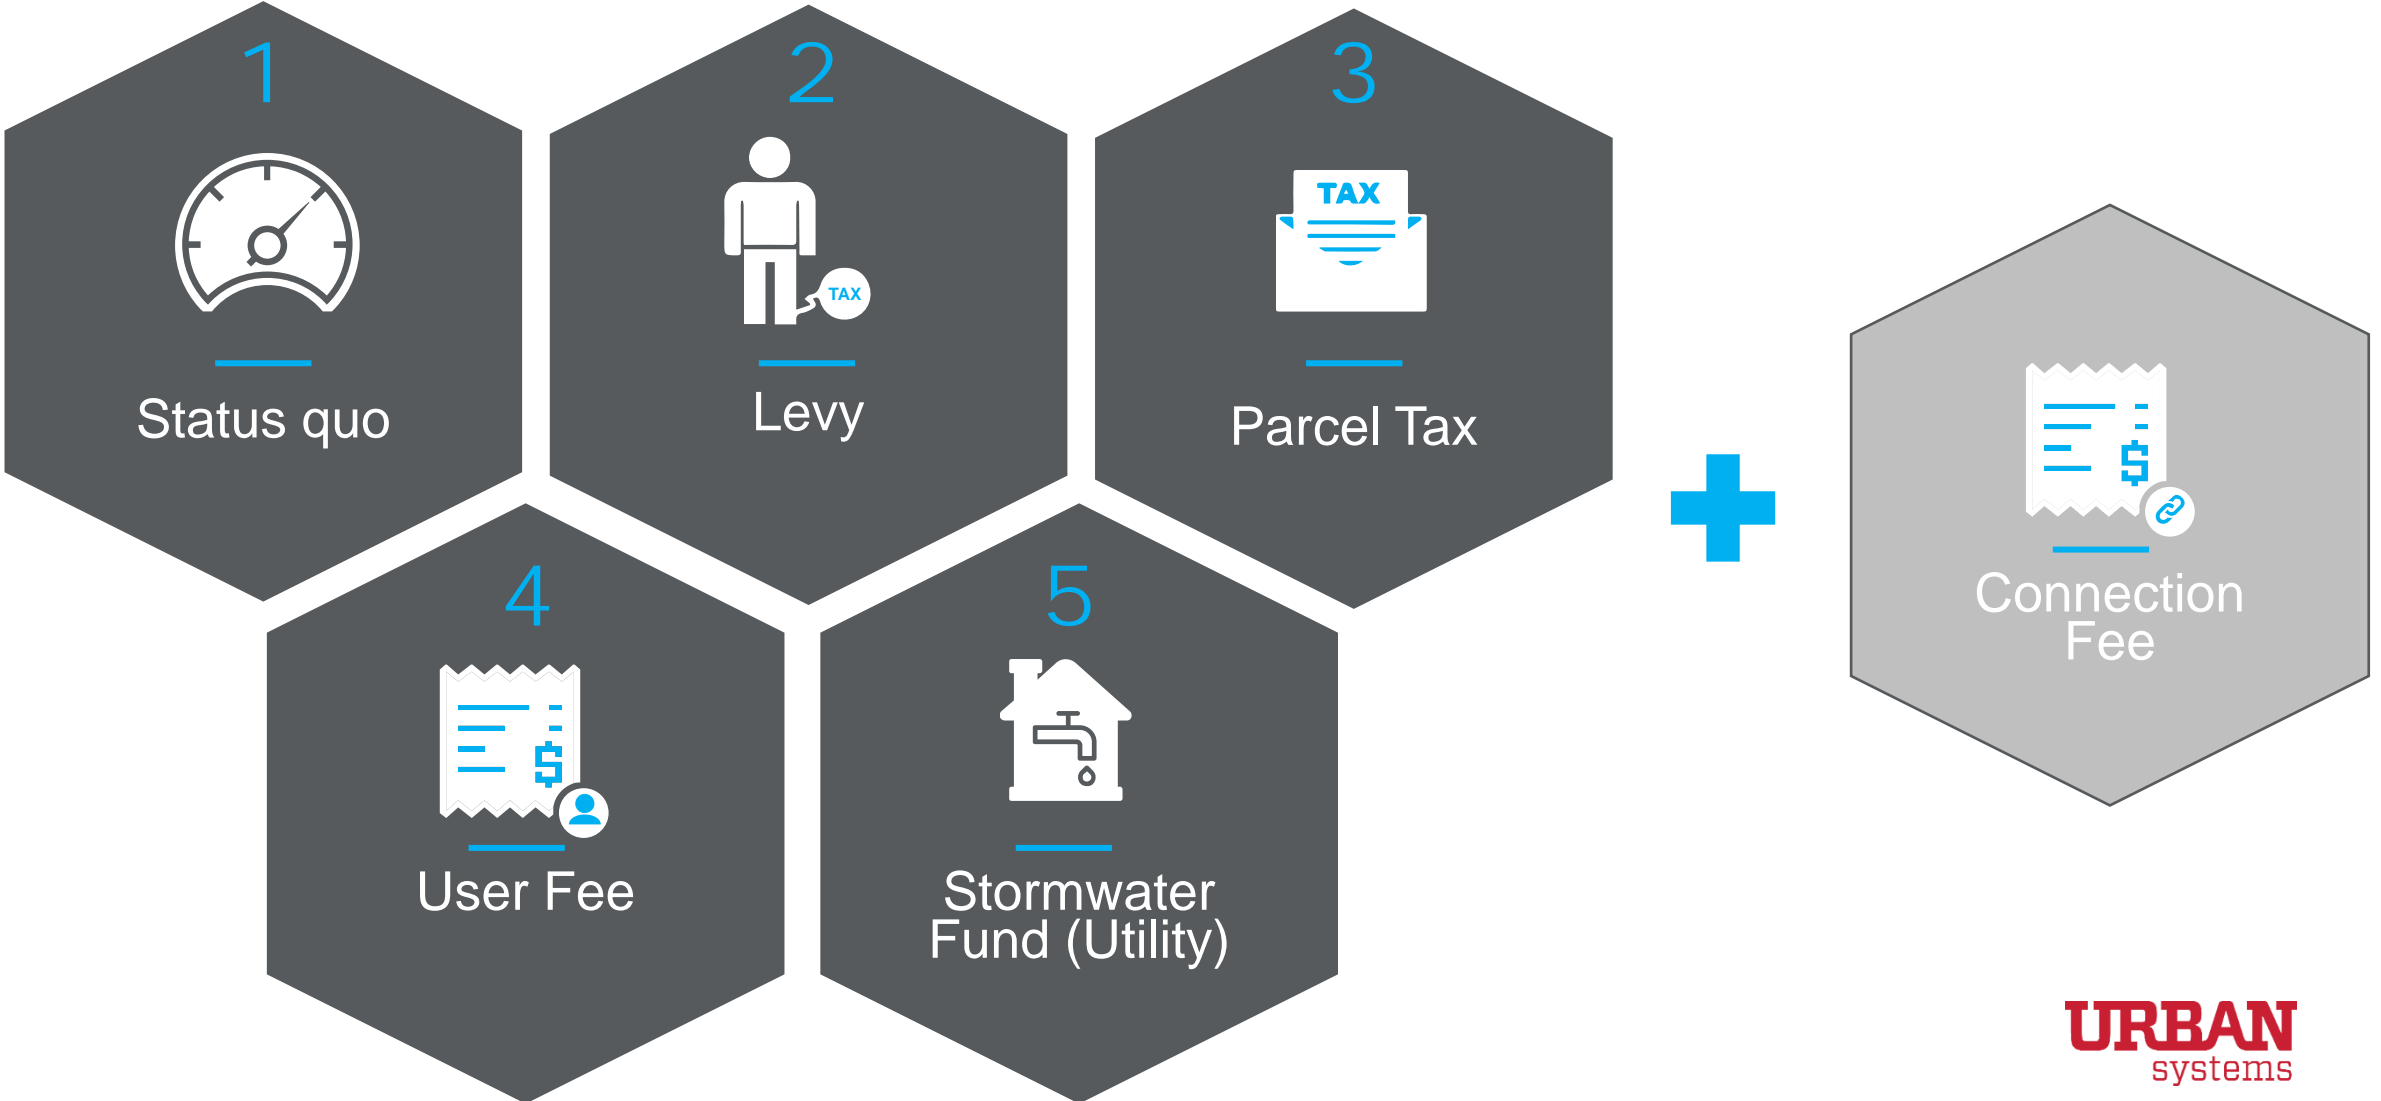 1
2
3
TAX
TAX
Status quo
Levy
Parcel Tax
$
Connection
Fee
4
5
$
User Fee
Stormwater
Fund (Utility)
URBAN
systems